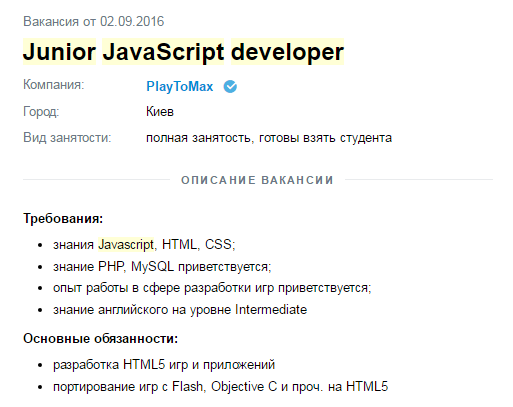 Вакансия от 02.09.2016
Junior JavaScript developer
Компания: PlayToMax
Город: Киев
Вид занятости: полная занятость, готовы взять студента
ОПИСАНИЕ ВАКАНСИИ
Требования:
• знания Javascript, HTML, CSS;
• знание PHP, MySQL приветствуется;
• опыт работы в сфере разработки игр приветствуется;
• знание английского на уровне Intermediate
Основные обязанности:
• разработка HTML5 игр и приложений
• портирование игр с Flash, Objective C и проч. на HTML5